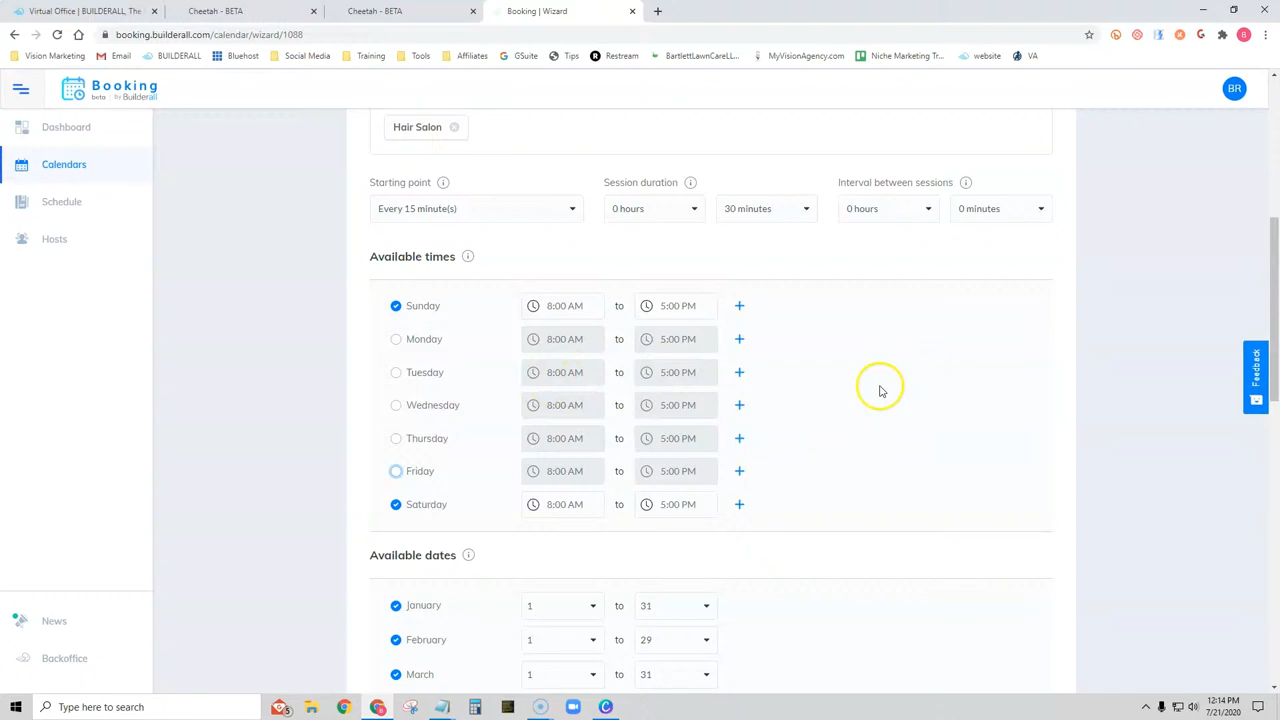 Virtual Office | BUILDERALL, The
Cheetah - BETA
Cheetah - BETA
Booking | Wizard
booking.builderall.com/calendar/wizard/1088
B
Vision Marketing
Email
BUILDERALL
Bluehost
Social Media
Training
Tools
Affiliates
GSuite
Tips
Restream
BartlettLawnCareLL...
MyVisionAgency.com
Niche Marketing Tr...
website
VA
Booking
beta by Builderall
BR
Dashboard
Calendars
Schedule
Hosts
News
Backoffice
Hair Salon
Starting point
Session duration
Interval between sessions
Every 15 minute(s)
0 hours
30 minutes
0 hours
0 minutes
Available times
Sunday 8:00 AM to 5:00 PM +
Monday 8:00 AM to 5:00 PM +
Tuesday 8:00 AM to 5:00 PM +
Wednesday 8:00 AM to 5:00 PM +
Thursday 8:00 AM to 5:00 PM +
Friday 8:00 AM to 5:00 PM +
Saturday 8:00 AM to 5:00 PM +
Available dates
January 1 to 31
February 1 to 29
March 1 to 31
Feedback
Type here to search
5
12:14 PM
7/21/2020